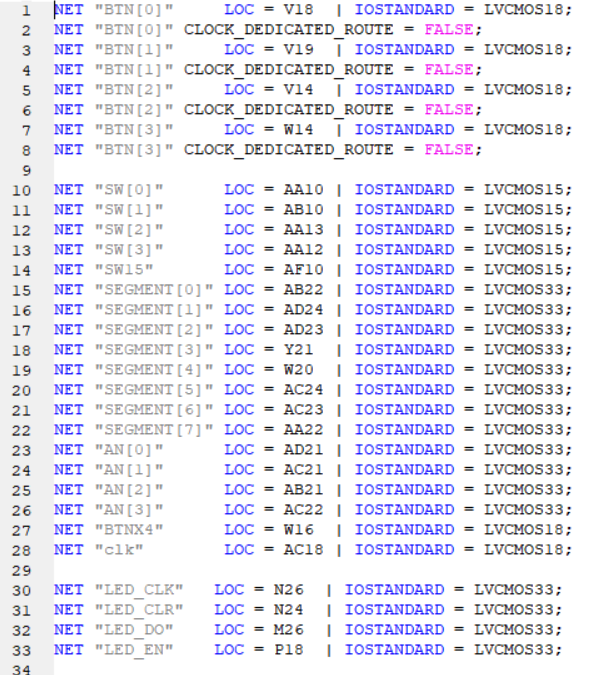 1 NET "BTN[0]" LOC = V18 | IOSTANDARD = LVCMOS18;
2 NET "BTN[0]" CLOCK_DEDICATED_ROUTE = FALSE;
3 NET "BTN[1]" LOC = V19 | IOSTANDARD = LVCMOS18;
4 NET "BTN[1]" CLOCK_DEDICATED_ROUTE = FALSE;
5 NET "BTN[2]" LOC = V14 | IOSTANDARD = LVCMOS18;
6 NET "BTN[2]" CLOCK_DEDICATED_ROUTE = FALSE;
7 NET "BTN[3]" LOC = W14 | IOSTANDARD = LVCMOS18;
8 NET "BTN[3]" CLOCK_DEDICATED_ROUTE = FALSE;
9
10 NET "SW[0]" LOC = AA10 | IOSTANDARD = LVCMOS15;
11 NET "SW[1]" LOC = AB10 | IOSTANDARD = LVCMOS15;
12 NET "SW[2]" LOC = AA13 | IOSTANDARD = LVCMOS15;
13 NET "SW[3]" LOC = AA12 | IOSTANDARD = LVCMOS15;
14 NET "SW15" LOC = AF10 | IOSTANDARD = LVCMOS15;
15 NET "SEGMENT[0]" LOC = AB22 | IOSTANDARD = LVCMOS33;
16 NET "SEGMENT[1]" LOC = AD24 | IOSTANDARD = LVCMOS33;
17 NET "SEGMENT[2]" LOC = AD23 | IOSTANDARD = LVCMOS33;
18 NET "SEGMENT[3]" LOC = Y21 | IOSTANDARD = LVCMOS33;
19 NET "SEGMENT[4]" LOC = W20 | IOSTANDARD = LVCMOS33;
20 NET "SEGMENT[5]" LOC = AC24 | IOSTANDARD = LVCMOS33;
21 NET "SEGMENT[6]" LOC = AC23 | IOSTANDARD = LVCMOS33;
22 NET "SEGMENT[7]" LOC = AA22 | IOSTANDARD = LVCMOS33;
23 NET "AN[0]" LOC = AD21 | IOSTANDARD = LVCMOS33;
24 NET "AN[1]" LOC = AC21 | IOSTANDARD = LVCMOS33;
25 NET "AN[2]" LOC = AB21 | IOSTANDARD = LVCMOS33;
26 NET "AN[3]" LOC = AC22 | IOSTANDARD = LVCMOS33;
27 NET "BTNX4" LOC = W16 | IOSTANDARD = LVCMOS18;
28 NET "clk" LOC = AC18 | IOSTANDARD = LVCMOS18;
29
30 NET "LED_CLK" LOC = N26 | IOSTANDARD = LVCMOS33;
31 NET "LED_CLR" LOC = N24 | IOSTANDARD = LVCMOS33;
32 NET "LED_DO" LOC = M26 | IOSTANDARD = LVCMOS33;
33 NET "LED_EN" LOC = P18 | IOSTANDARD = LVCMOS33;
34